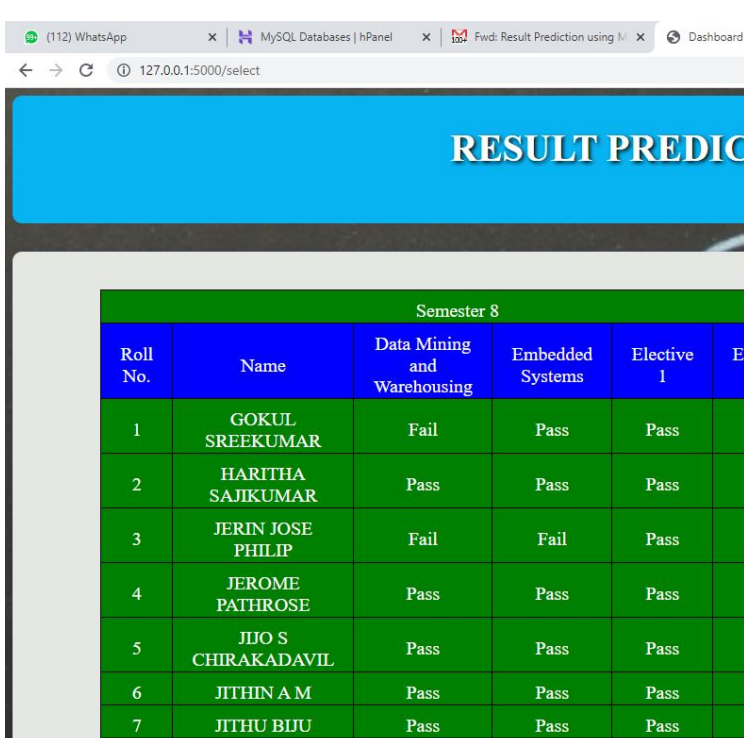 99+ (112) WhatsApp MySQL Databases | hPanel 100+ Fwd: Result Prediction using M Dashboard
127.0.0.1:5000/select
RESULT PREDIC
Semester 8
Roll No. Name Data Mining and Warehousing Embedded Systems Elective 1 E
1 GOKUL SREEKUMAR Fail Pass Pass
2 HARITHA SAJIKUMAR Pass Pass Pass
3 JERIN JOSE PHILIP Fail Fail Pass
4 JEROME PATHROSE Pass Pass Pass
5 JIJO S CHIRAKADAVIL Pass Pass Pass
6 JITHIN A M Pass Pass Pass
7 JITHU BIJU Pass Pass Pass